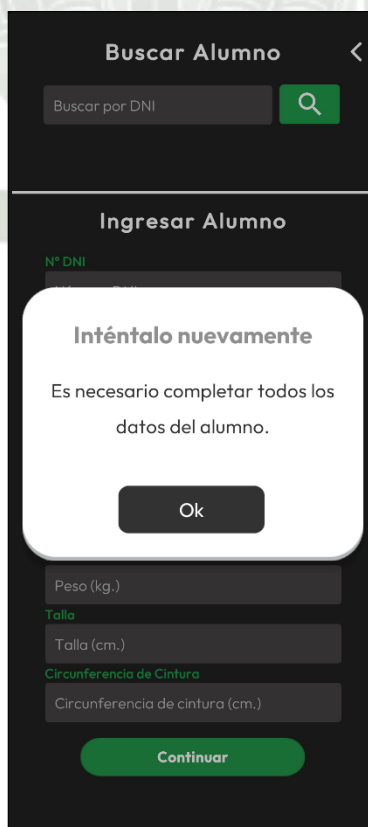 Buscar Alumno
Buscar por DNI
Ingresar Alumno
N° DNI
Inténtalo nuevamente
Es necesario completar todos los
datos del alumno.
Ok
Peso (kg.)
Talla
Talla (cm.)
Circunferencia de Cintura
Circunferencia de cintura (cm.)
Continuar